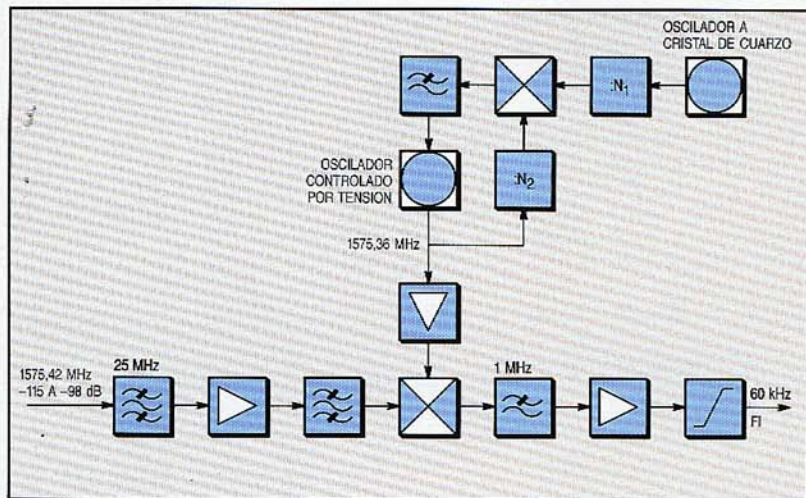 OSCILADOR A
CRISTAL DE CUARZO
:N1
OSCILADOR
CONTROLADO
POR TENSION
:N2
1575,36 MHz
1575,42 MHz
–115 A –98 dB
25 MHz
1 MHz
60 kHz
FI